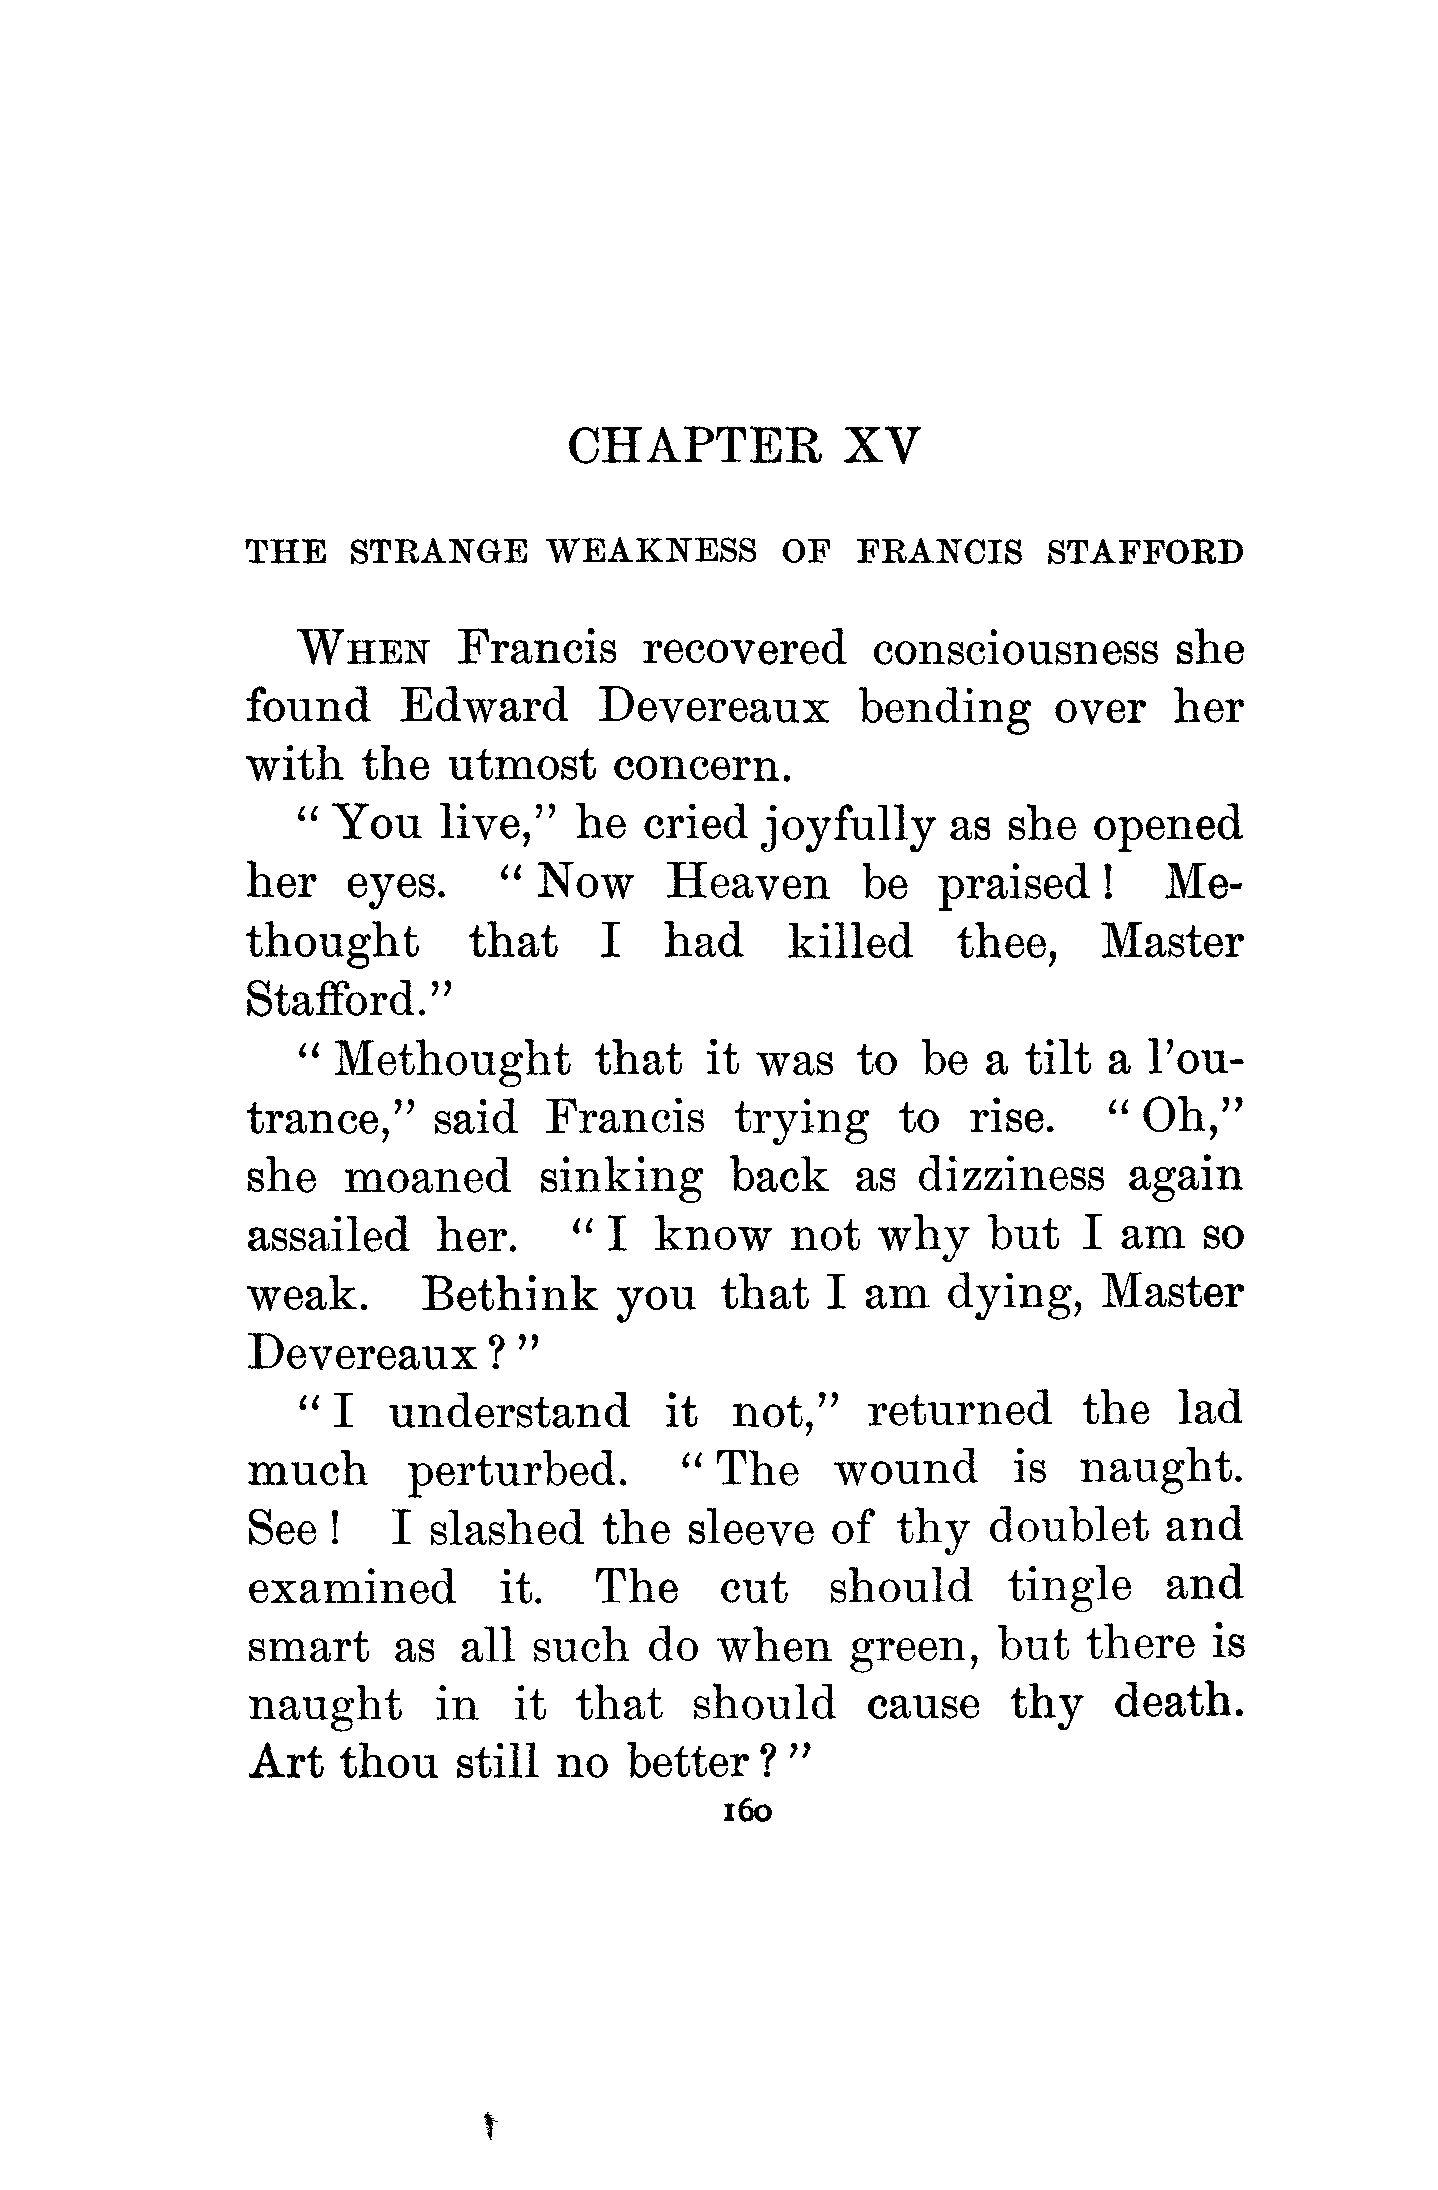 CHAPTER XV
THE STRANGE WEAKNESS OF FRANCIS STAFFORD
WHEN Francis recovered consciousness she
found Edward Devereaux bending over her
with the utmost concern.
“ You live,” he cried joyfully as she opened
her eyes. “ Now Heaven be praised ! Me-
thought that I had killed thee, Master
Stafford.”
“ Methought that it was to be a tilt a l’ou-
trance,” said Francis trying to rise. “ Oh,”
she moaned sinking back as dizziness again
assailed her. “ I know not why but I am so
weak. Bethink you that I am dying, Master
Devereaux ? ”
“ I understand it not,” returned the lad
much perturbed. “ The wound is naught.
See ! I slashed the sleeve of thy doublet and
examined it. The cut should tingle and
smart as all such do when green, but there is
naught in it that should cause thy death.
Art thou still no better ? ”
160